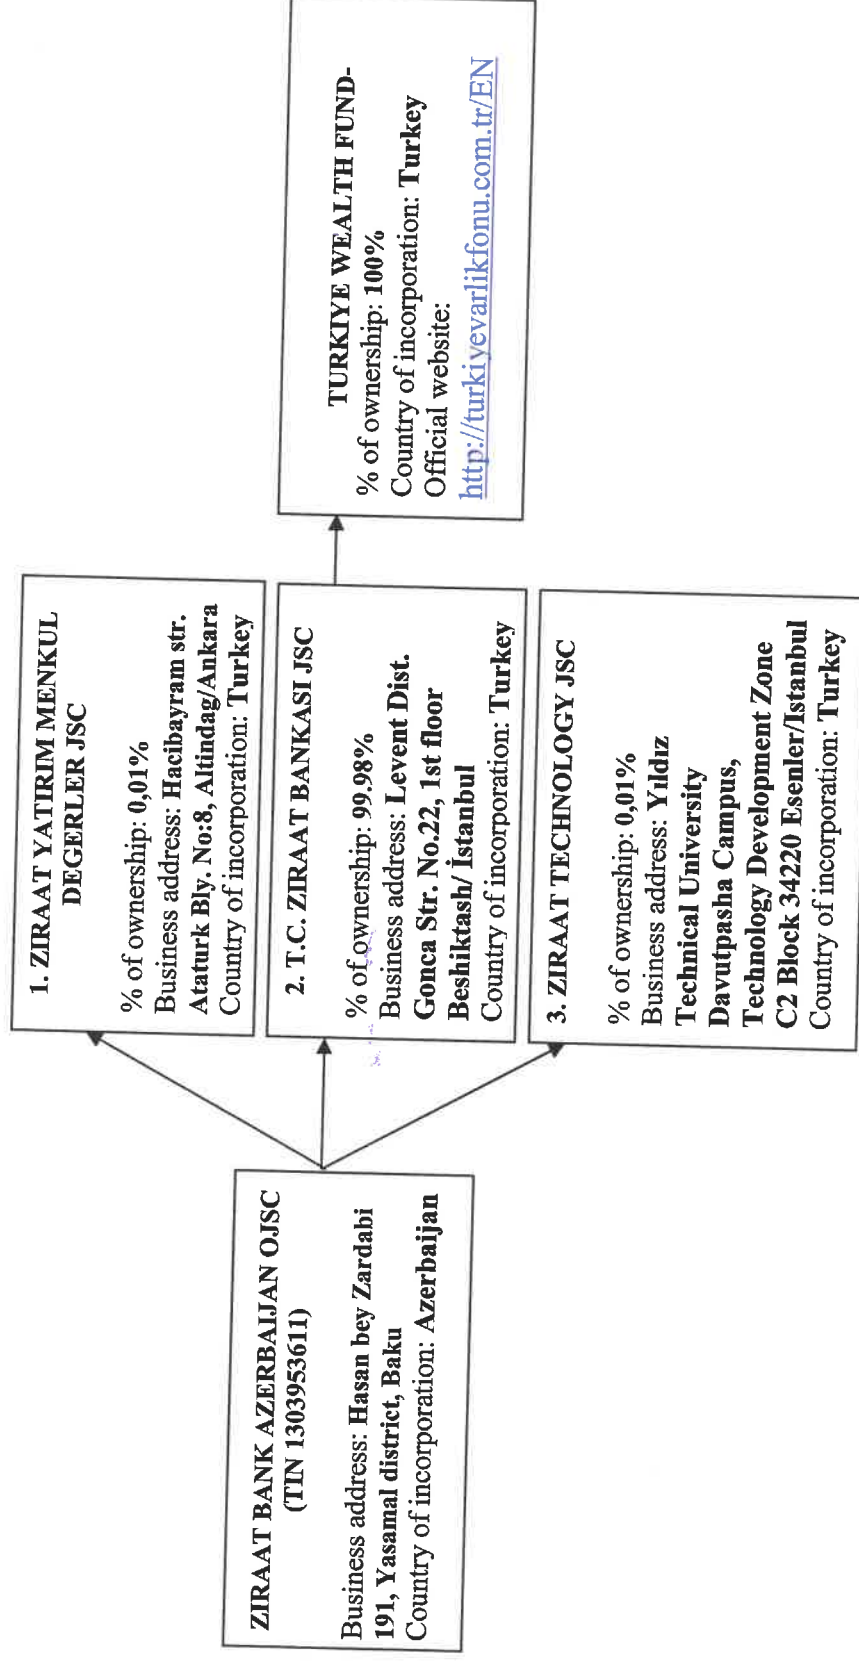 ZIRAAT BANK AZERBAIJAN OJSC
(TIN 1303953611)
Business address: Hasan bey Zardabi
191, Yasamal district, Baku
Country of incorporation: Azerbaijan
1. ZIRAAT YATIRIM MENKUL
DEGERLER JSC
% of ownership: 0,01%
Business address: Hacibayram str.
Ataturk Bly. No:8, Altindag/Ankara
Country of incorporation: Turkey
2. T.C. ZIRAAT BANKASI JSC
% of ownership: 99.98%
Business address: Levent Dist.
Gonca Str. No.22, 1st floor
Beshiktash/ İstanbul
Country of incorporation: Turkey
3. ZIRAAT TECHNOLOGY JSC
% of ownership: 0,01%
Business address: Yıldız
Technical University
Davutpasha Campus,
Technology Development Zone
C2 Block 34220 Esenler/Istanbul
Country of incorporation: Turkey
TURKIYE WEALTH FUND-
% of ownership: 100%
Country of incorporation: Turkey
Official website:
http://turkiyevarlikfonu.com.tr/EN